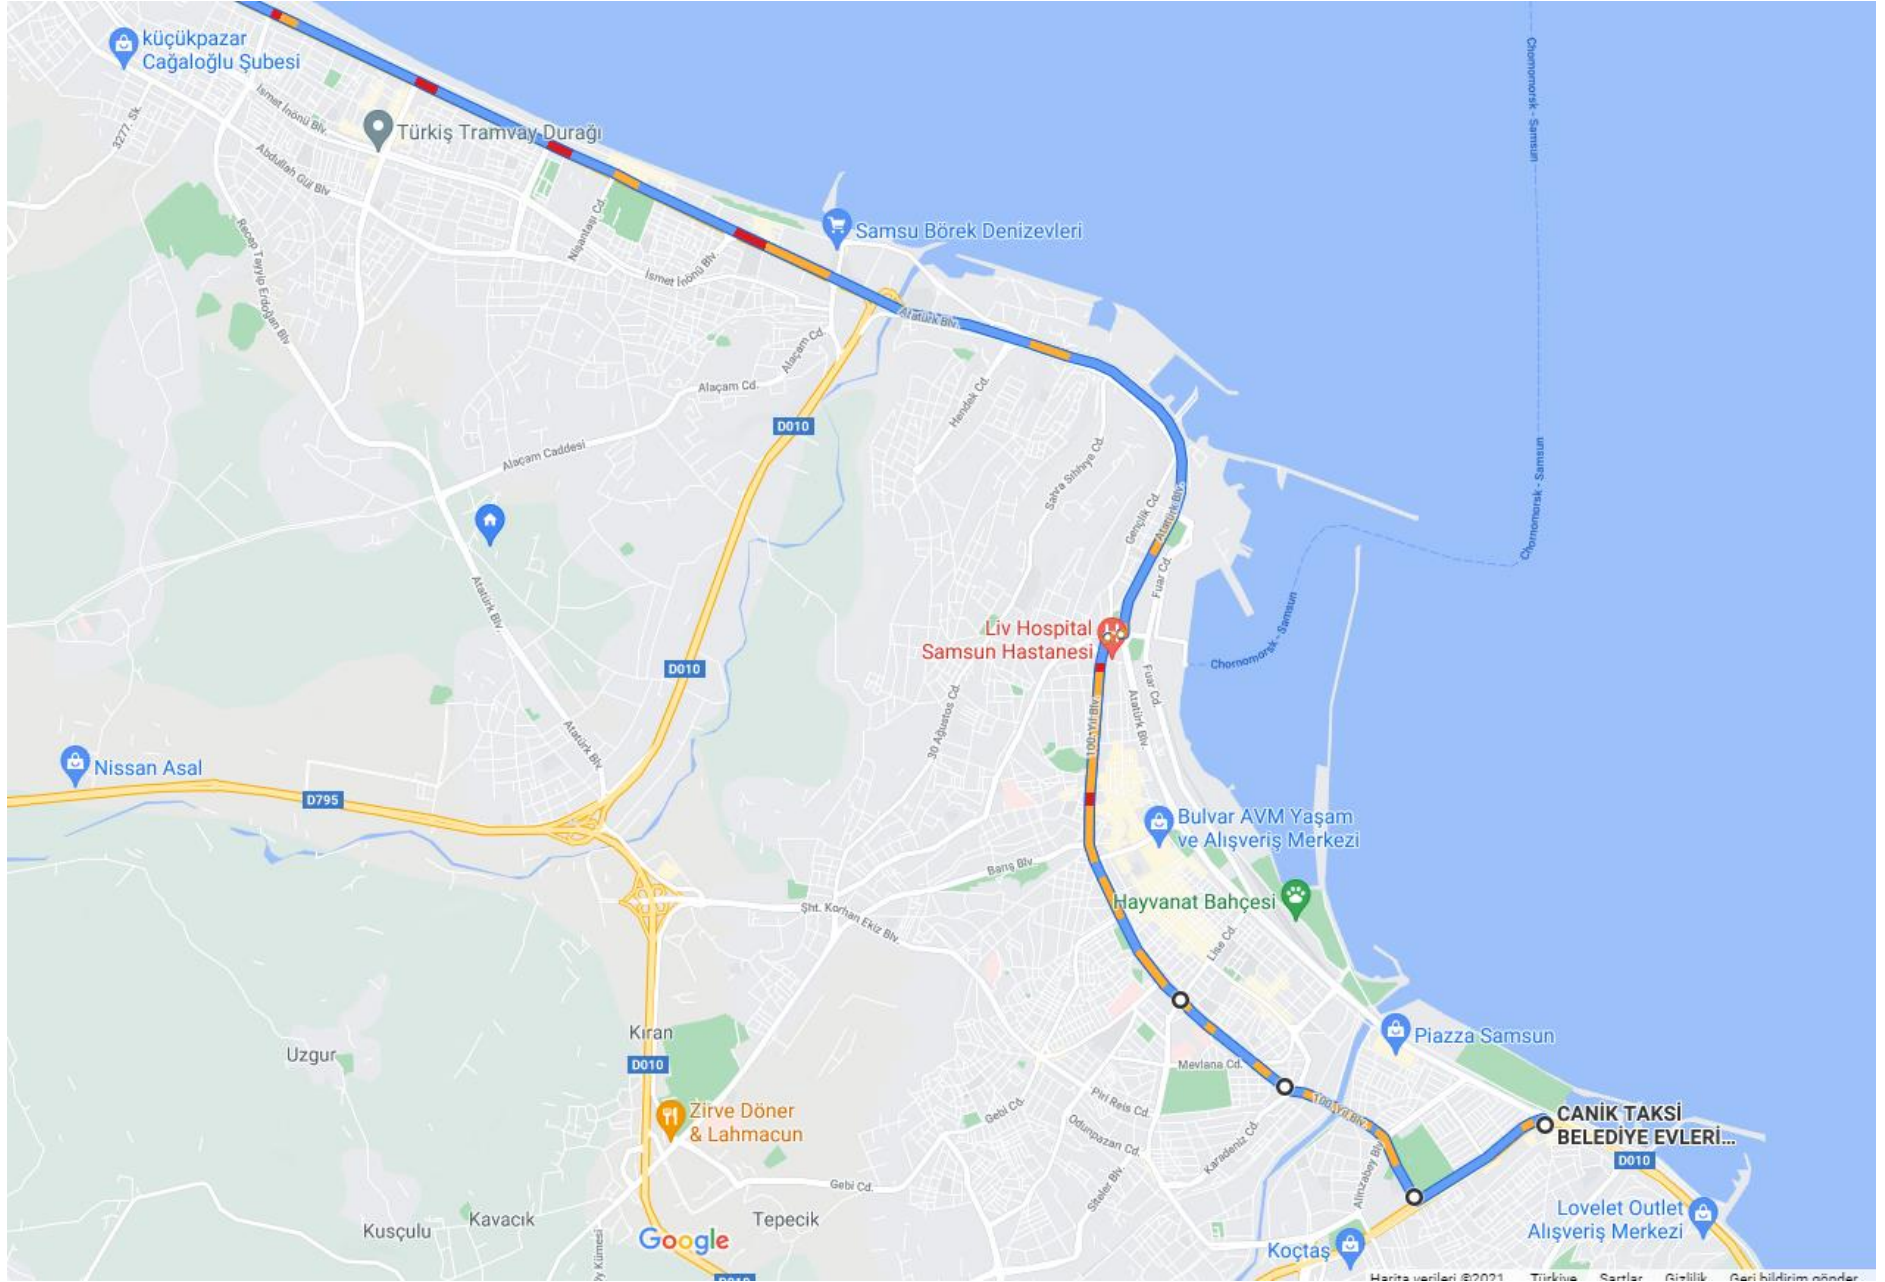 küçükpazar
Cağaloğlu Şubesi
3277. Sk.
İsmet İnönü Blv.
Türkiş Tramvay Durağı
Abdullah Gül Blv
Recep Tayyip Erdoğan Blv
Nişantaşı Cd.
İsmet İnönü Blv
Samsu Börek Denizevleri
Chornomorsk - Samsun
Atatürk Blv.
Alaçam Cd.
Alaçam Cd.
Hendek Cd.
D010
Alaçam Caddesi
Salva Sıhhıye Cd.
Gençlik Cd.
Atatürk Blv.
Chornomorsk - Samsun
Atatürk Blv.
Fuar Cd.
Liv Hospital
Samsun Hastanesi
Chornomorsk - Samsun
D010
Fuar Cd.
30 Ağustos Cd.
100. Yıl Blv.
Atatürk Blv.
Atatürk Blv.
Nissan Asal
D795
Bulvar AVM Yaşam
ve Alışveriş Merkezi
Barış Blv
Hayvanat Bahçesi
Şht. Korhan Ekiz Blv.
Lise Cd.
Kıran
Uzgur
D010
Piazza Samsun
Mevlana Cd.
Piri Reis Cd.
Gebi Cd.
Odunpazarı Cd.
100. Yıl Blv.
Karadeniz Cd.
Zirve Döner
& Lahmacun
CANİK TAKSİ
BELEDİYE EVLERİ...
D010
Gebi Cd.
Siteler Blv.
Kavacık
Kusçulu
Tepecik
Google
Lovelet Outlet
Alışveriş Merkezi
Koçtaş
D010
Harita verileri ©2021 Türkiye Şartlar Gizlilik Geri bildirim gönder